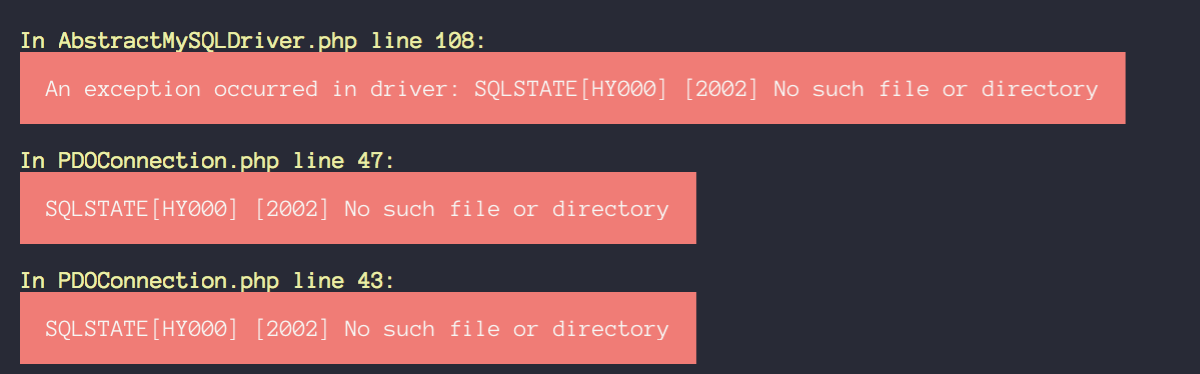 In AbstractMySQLDriver.php line 108:
An exception occurred in driver: SQLSTATE[HY000] [2002] No such file or directory
In PDOConnection.php line 47:
SQLSTATE[HY000] [2002] No such file or directory
In PDOConnection.php line 43:
SQLSTATE[HY000] [2002] No such file or directory